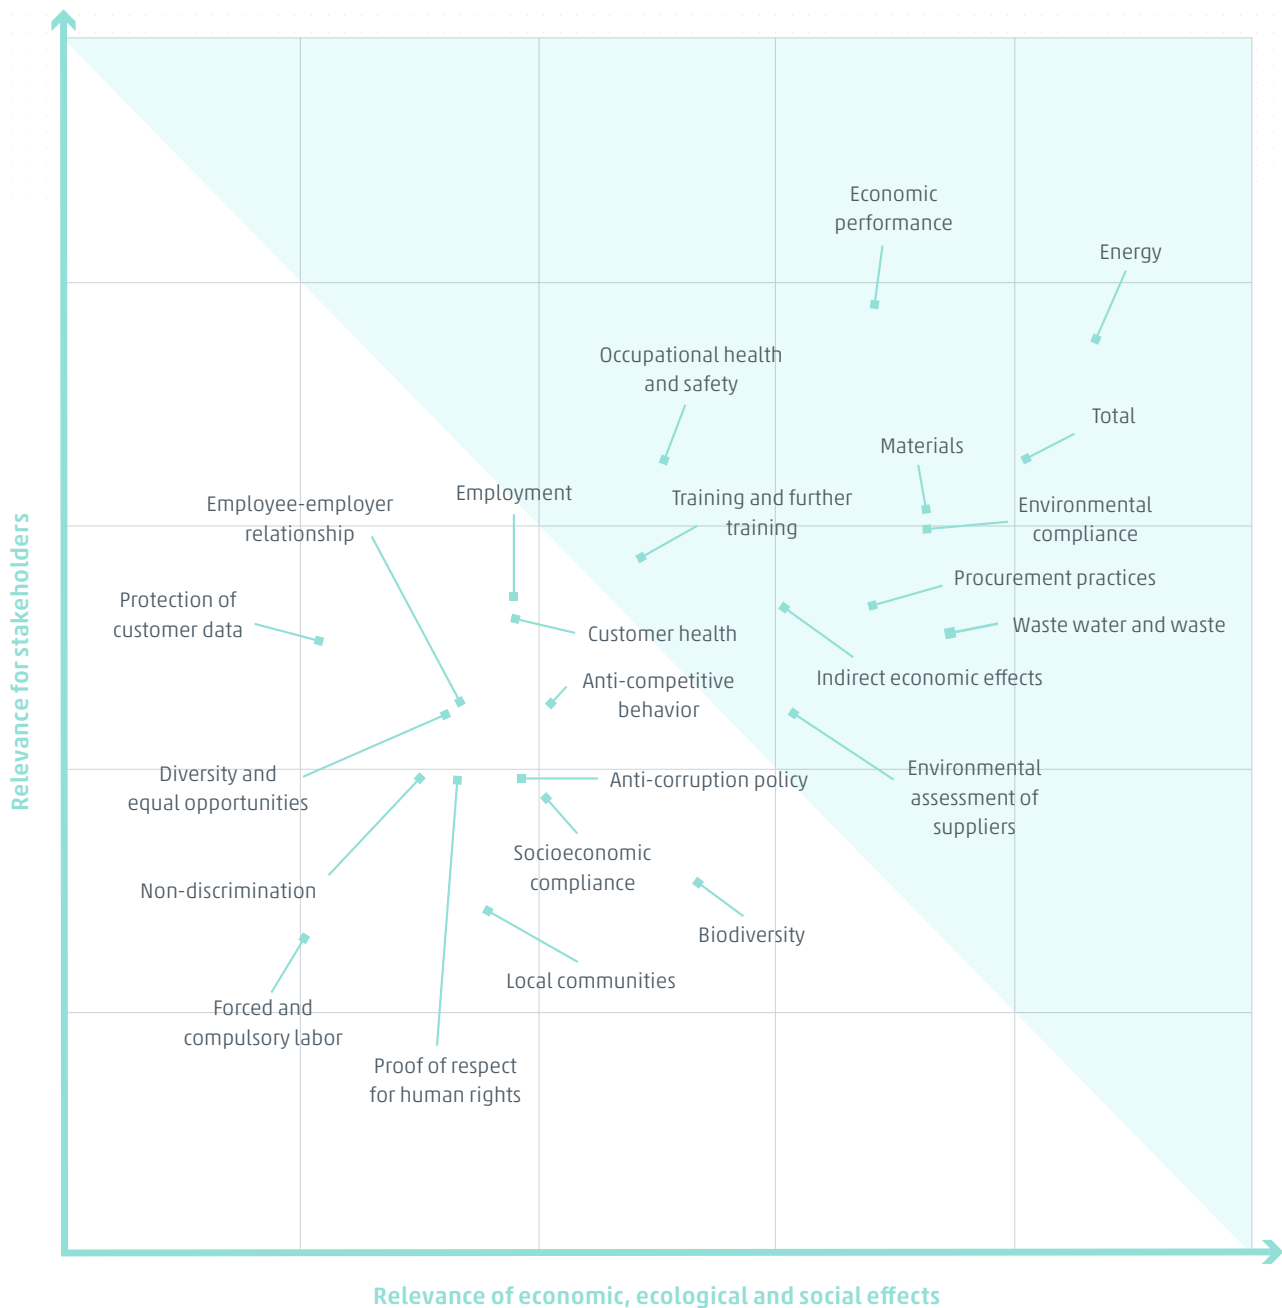 Economic
performance
Energy
Occupational health
and safety
Total
Materials
Employment
Training and further
training
Employee-employer
relationship
Environmental
compliance
Procurement practices
Protection of
customer data
Waste water and waste
Customer health
Indirect economic effects
Anti-competitive
behavior
Relevance for stakeholders
Environmental
assessment of
suppliers
Diversity and
equal opportunities
Anti-corruption policy
Socioeconomic
compliance
Non-discrimination
Biodiversity
Local communities
Forced and
compulsory labor
Proof of respect
for human rights
Relevance of economic, ecological and social effects